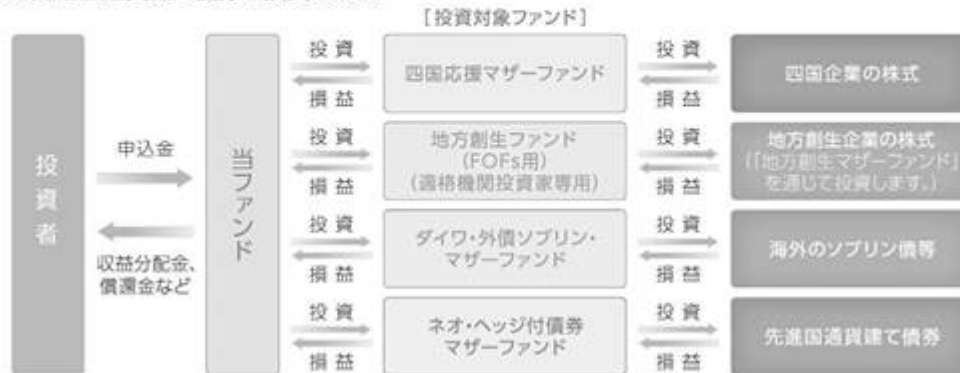 ［投資対象ファンド］
投資者
申込金
収益分配金、
償還金など
当ファンド
投資
損益
四国応援マザーファンド
投資
損益
四国企業の株式
投資
損益
地方創生ファンド
（FOFs用）
（適格機関投資家専用）
投資
損益
地方創生企業の株式
（「地方創生マザーファンド」
を通じて投資します。）
投資
損益
ダイワ・外債ソブリン・
マザーファンド
投資
損益
海外のソブリン債等
投資
損益
ネオ・ヘッジ付債券
マザーファンド
投資
損益
先進国通貨建て債券